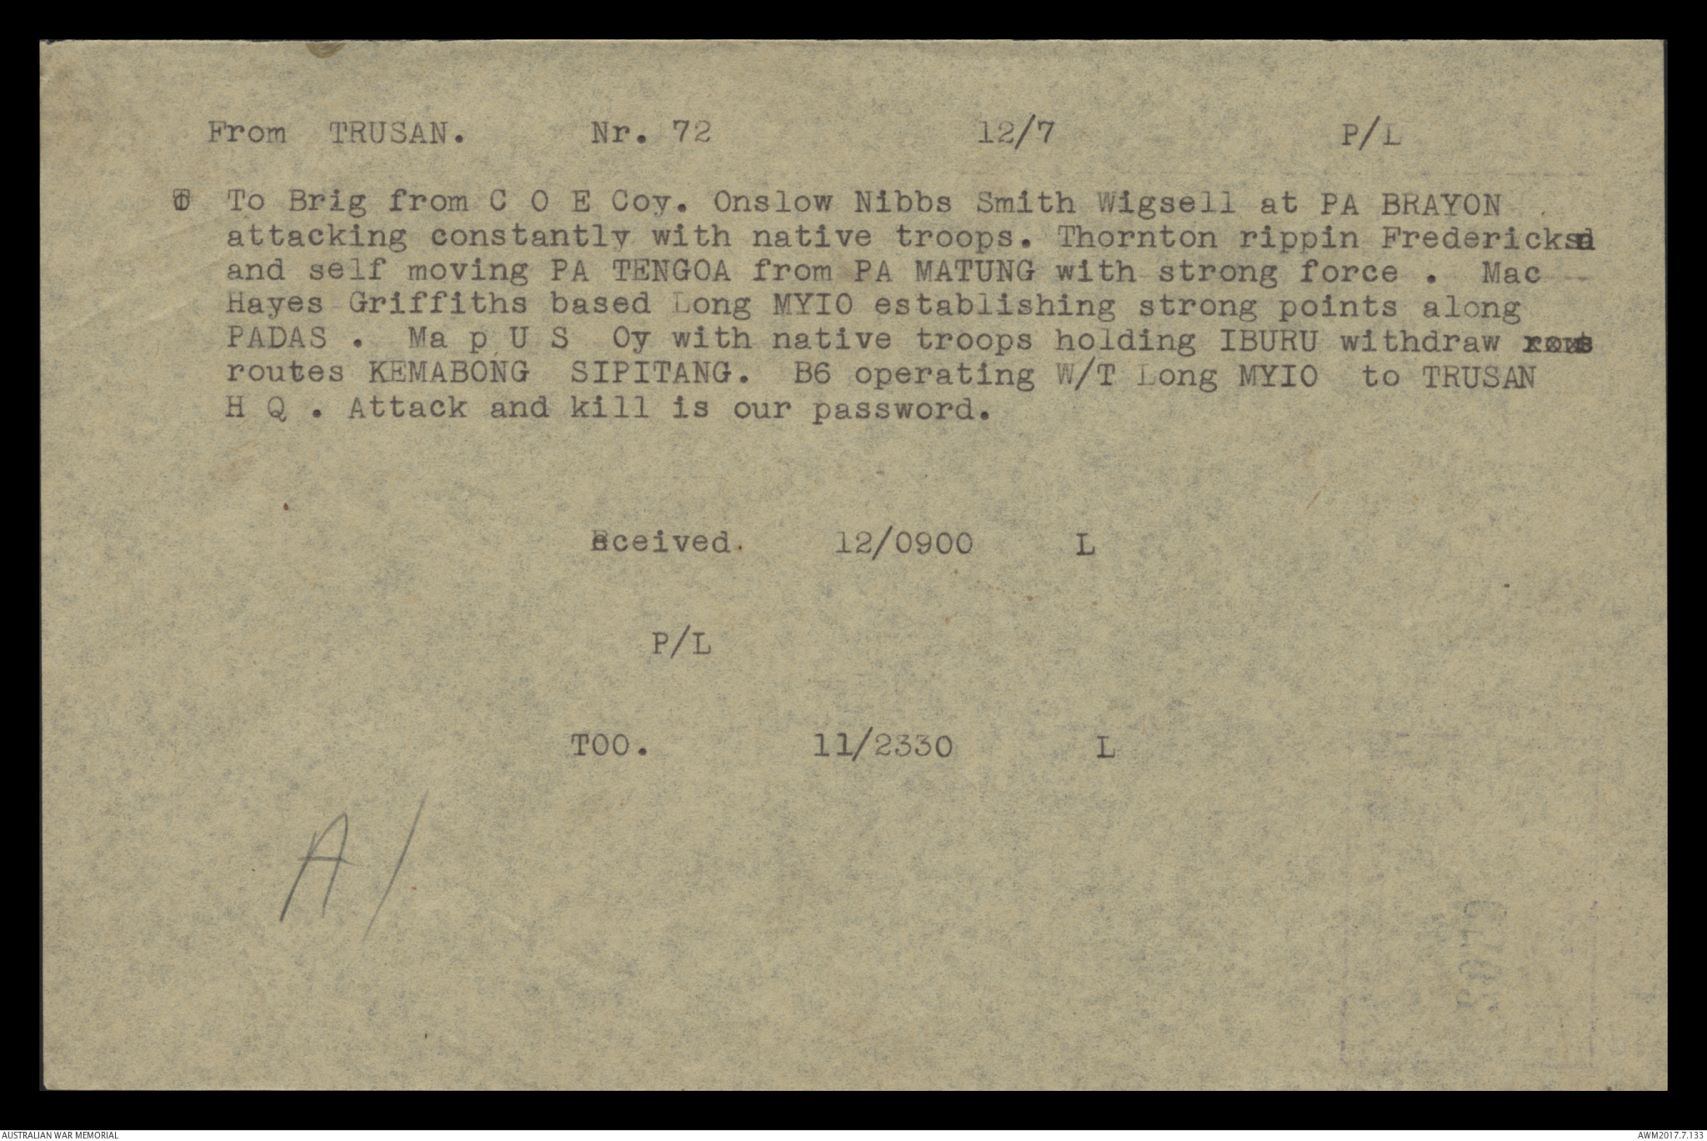 From TRUSAN. Nr. 72 12/7 P/L
To Brig from C O E Coy. Onslow Nibbs Smith Wigsell at PA BRAYON
attacking constantly with native troops. Thornton rippin Fredericks
and self moving PA TENGOA from PA MATUNG with strong force . Mac
Hayes Griffiths based Long MYIO establishing strong points along
PADAS . Ma p U S Oy with native troops holding IBURU withdraw
routes KEMABONG SIPITANG. B6 operating W/T Long MYIO to TRUSAN
H Q . Attack and kill is our password.
Rceived. 12/0900 L
P/L
TOO. 11/2330 L
A/
AUSTRALIAN WAR MEMORIAL AWM2017.7.133